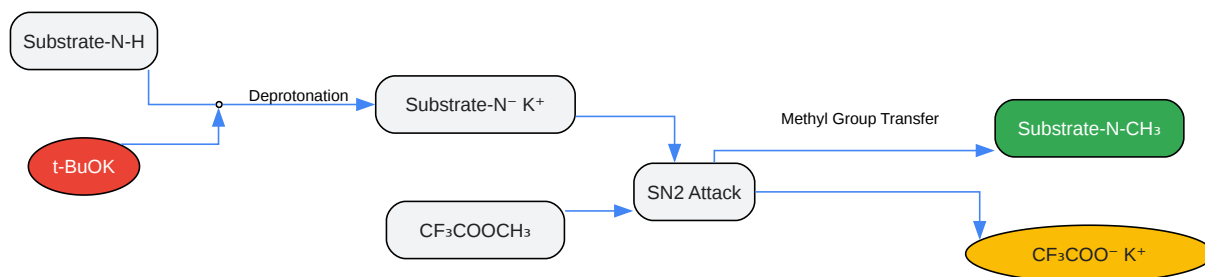 Substrate-N-H
t-BuOK
Deprotonation
Substrate-N⁻ K⁺
CF₃COOCH₃
SN2 Attack
Methyl Group Transfer
Substrate-N-CH₃
CF₃COO⁻ K⁺